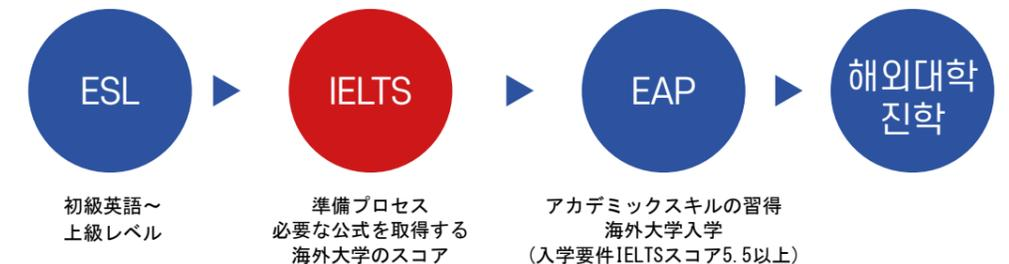 ESL
IELTS
EAP
해외대학
진학
初級英語～
上級レベル
準備プロセス
必要な公式を取得する
海外大学のスコア
アカデミックスキルの習得
海外大学入学
(入学要件IELTSスコア5.5以上)